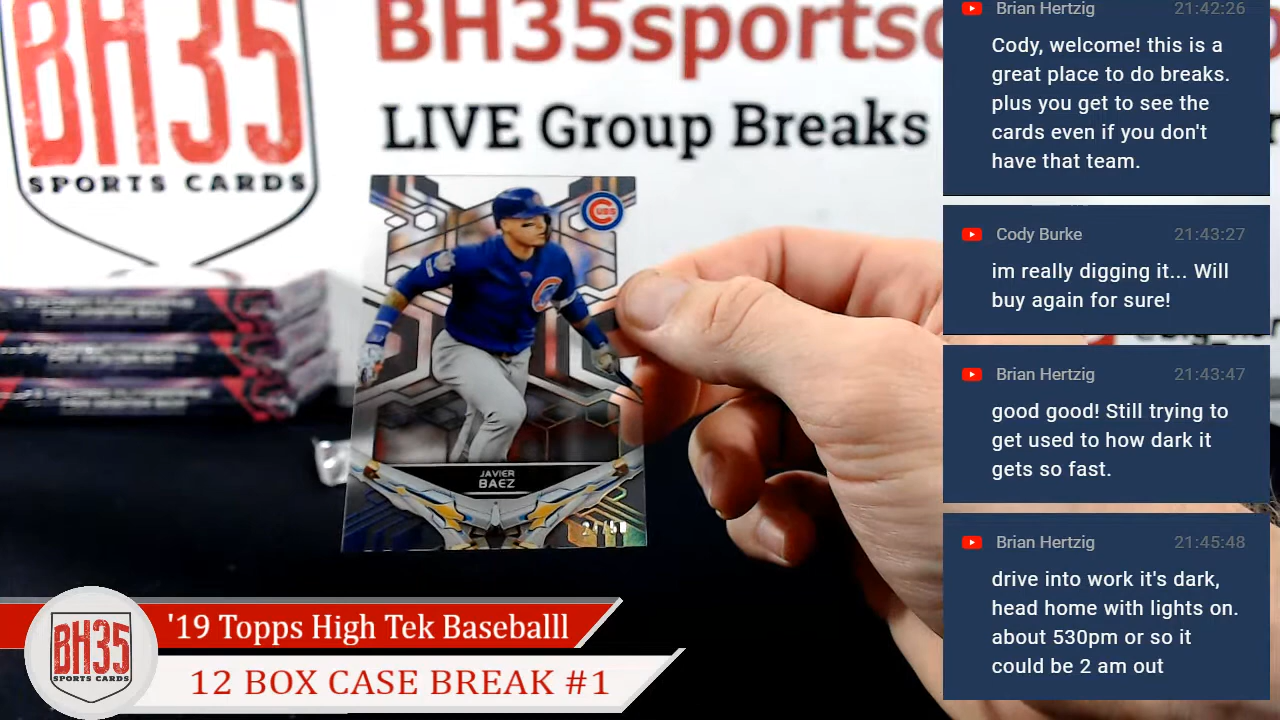 BH35
SPORTS CARDS
BH35sportsc
LIVE Group Breaks
CUBS
JAVIER
BAEZ
'19 Topps High Tek Baseballl
12 BOX CASE BREAK #1
BH35
SPORTS CARDS
Brian Hertzig 21:42:26
Cody, welcome! this is a
great place to do breaks.
plus you get to see the
cards even if you don't
have that team.
Cody Burke 21:43:27
im really digging it... Will
buy again for sure!
Brian Hertzig 21:43:47
good good! Still trying to
get used to how dark it
gets so fast.
Brian Hertzig 21:45:48
drive into work it's dark,
head home with lights on.
about 530pm or so it
could be 2 am out